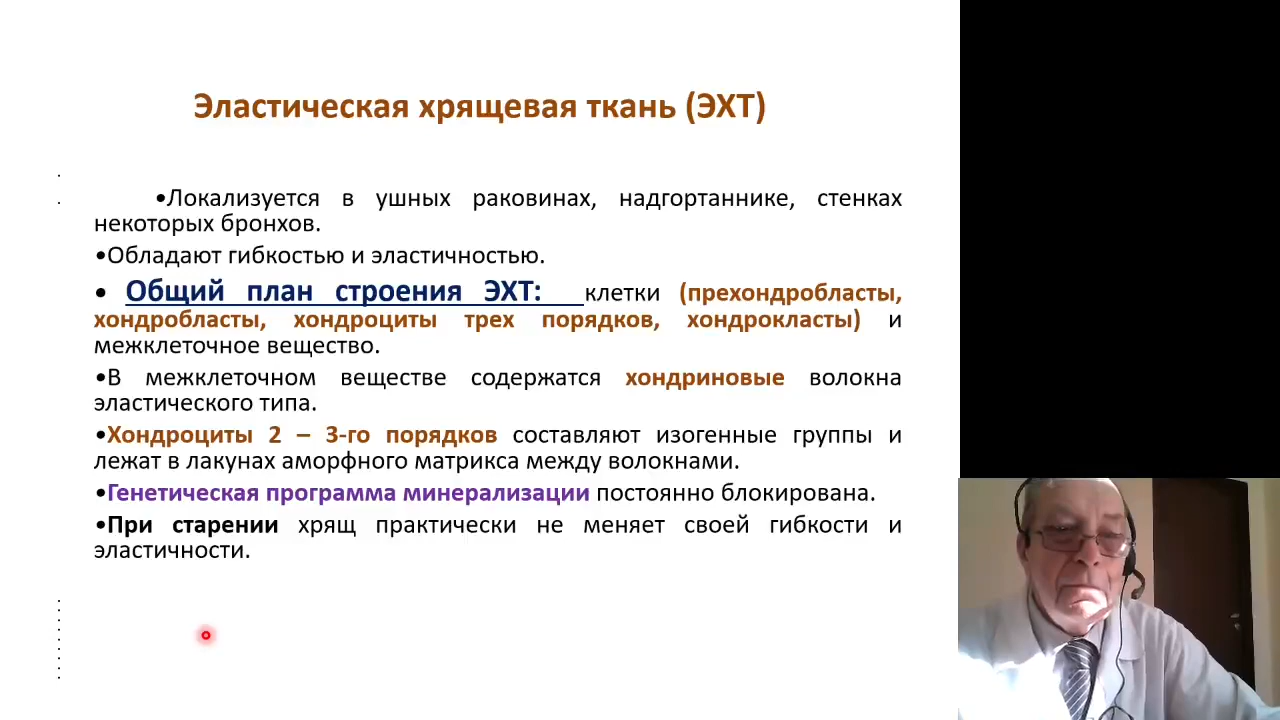 Эластическая хрящевая ткань (ЭХТ)
•Локализуется в ушных раковинах, надгортаннике, стенках
некоторых бронхов.
•Обладают гибкостью и эластичностью.
• Общий план строения ЭХТ: клетки (прехондробласты,
хондробласты, хондроциты трех порядков, хондрокласты) и
межклеточное вещество.
•В межклеточном веществе содержатся хондриновые волокна
эластического типа.
•Хондроциты 2 – 3-го порядков составляют изогенные группы и
лежат в лакунах аморфного матрикса между волокнами.
•Генетическая программа минерализации постоянно блокирована.
•При старении хрящ практически не меняет своей гибкости и
эластичности.